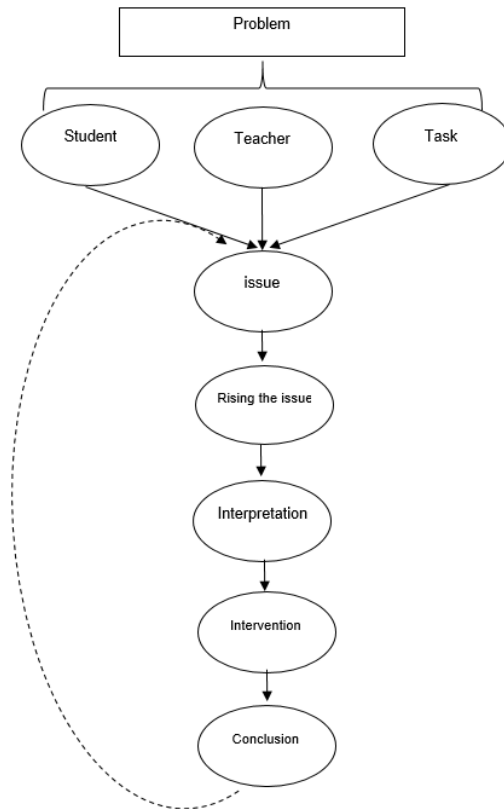 Problem
Student
Teacher
Task
issue
Rising the issue
Interpretation
Intervention
Conclusion